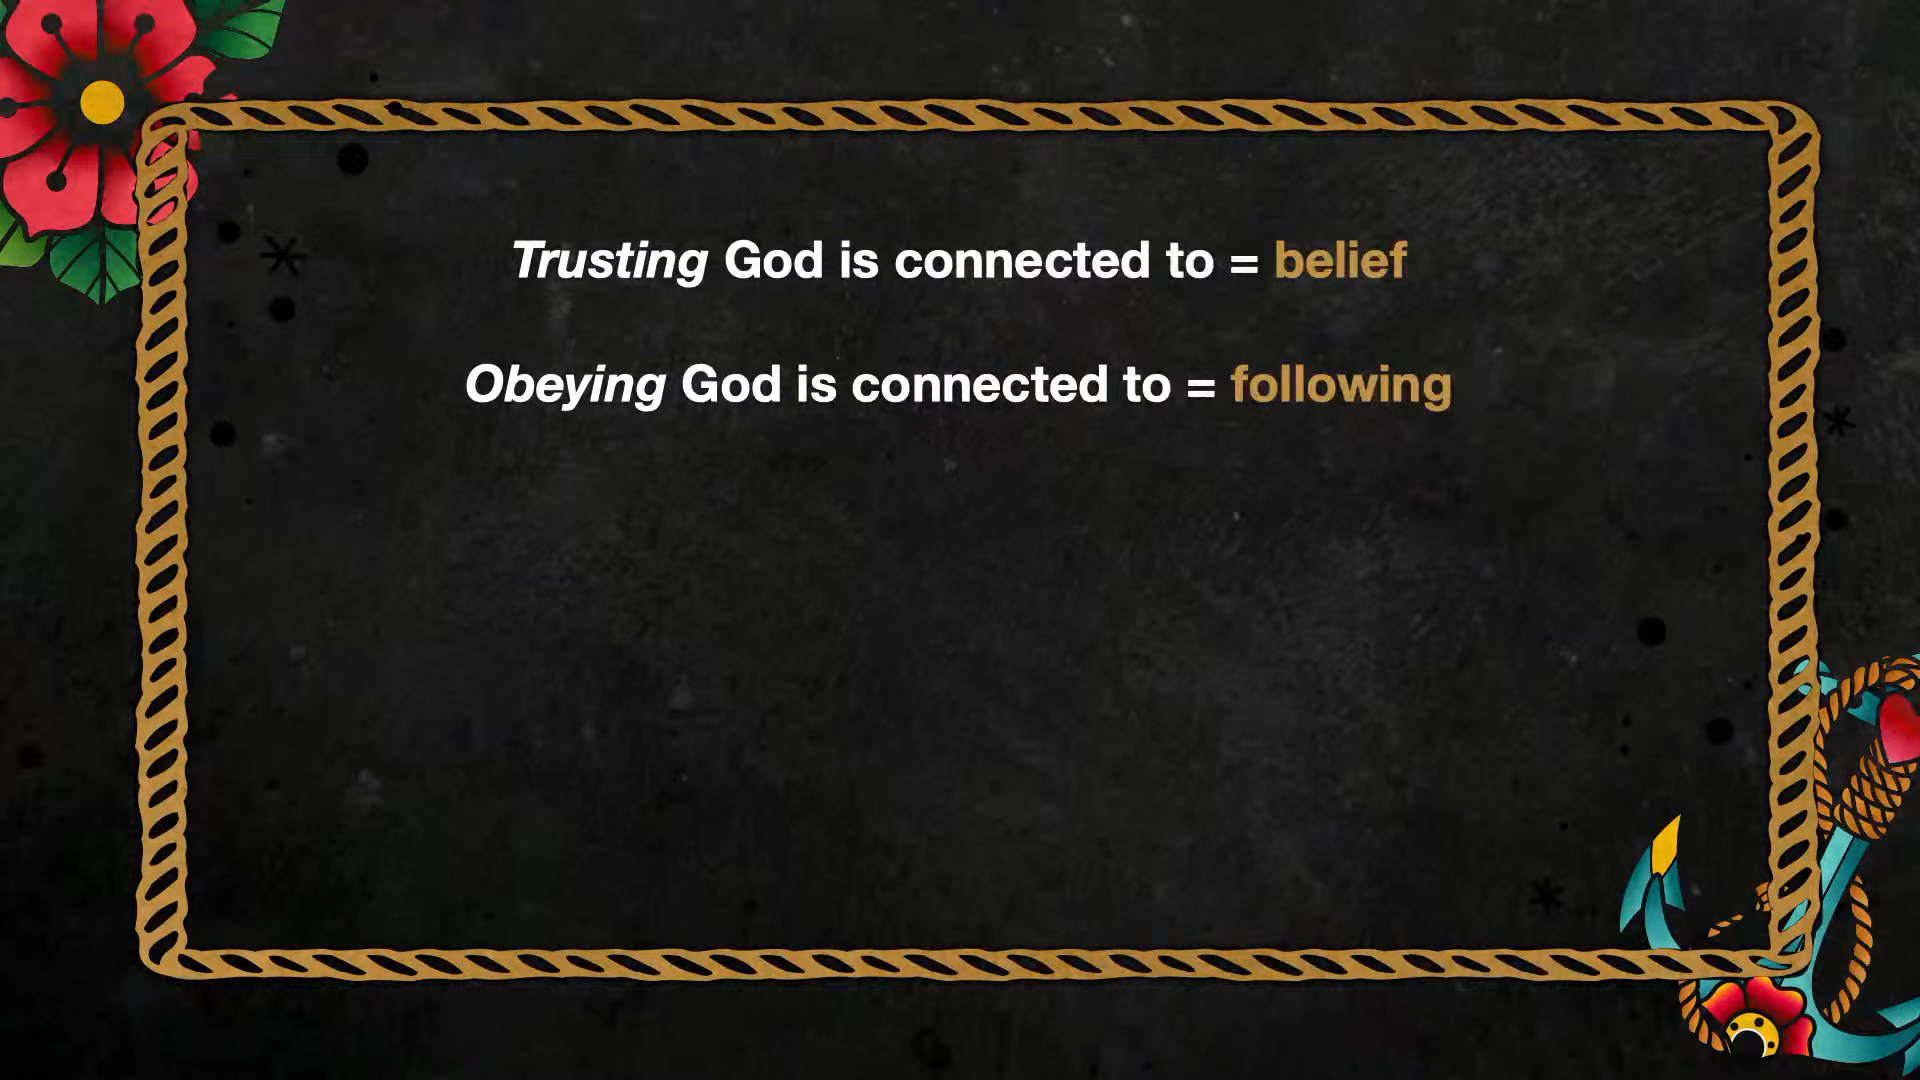 Trusting God is connected to = belief
Obeying God is connected to = following